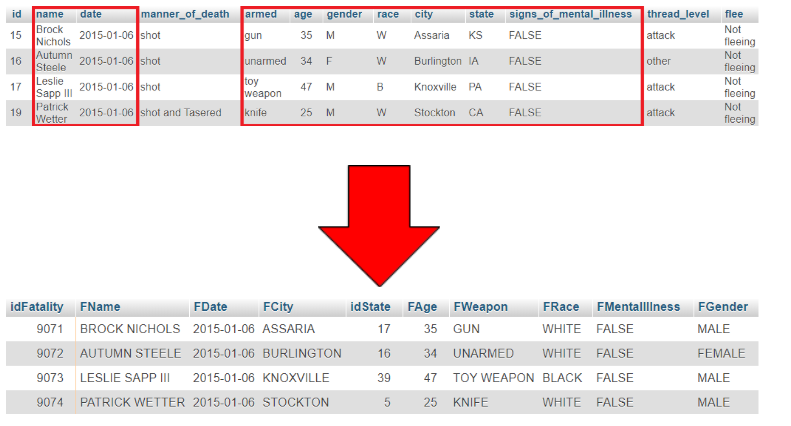 id name date manner_of_death armed age gender race city state signs_of_mental_illness thread_level flee
15 Brock Nichols 2015-01-06 shot gun 35 M W Assaria KS FALSE attack Not fleeing
16 Autumn Steele 2015-01-06 shot unarmed 34 F W Burlington IA FALSE other Not fleeing
17 Leslie Sapp III 2015-01-06 shot toy weapon 47 M B Knoxville PA FALSE attack Not fleeing
19 Patrick Wetter 2015-01-06 shot and Tasered knife 25 M W Stockton CA FALSE attack Not fleeing
idFatality FName FDate FCity idState FAge FWeapon FRace FMentalIllness FGender
9071 BROCK NICHOLS 2015-01-06 ASSARIA 17 35 GUN WHITE FALSE MALE
9072 AUTUMN STEELE 2015-01-06 BURLINGTON 16 34 UNARMED WHITE FALSE FEMALE
9073 LESLIE SAPP III 2015-01-06 KNOXVILLE 39 47 TOY WEAPON BLACK FALSE MALE
9074 PATRICK WETTER 2015-01-06 STOCKTON 5 25 KNIFE WHITE FALSE MALE